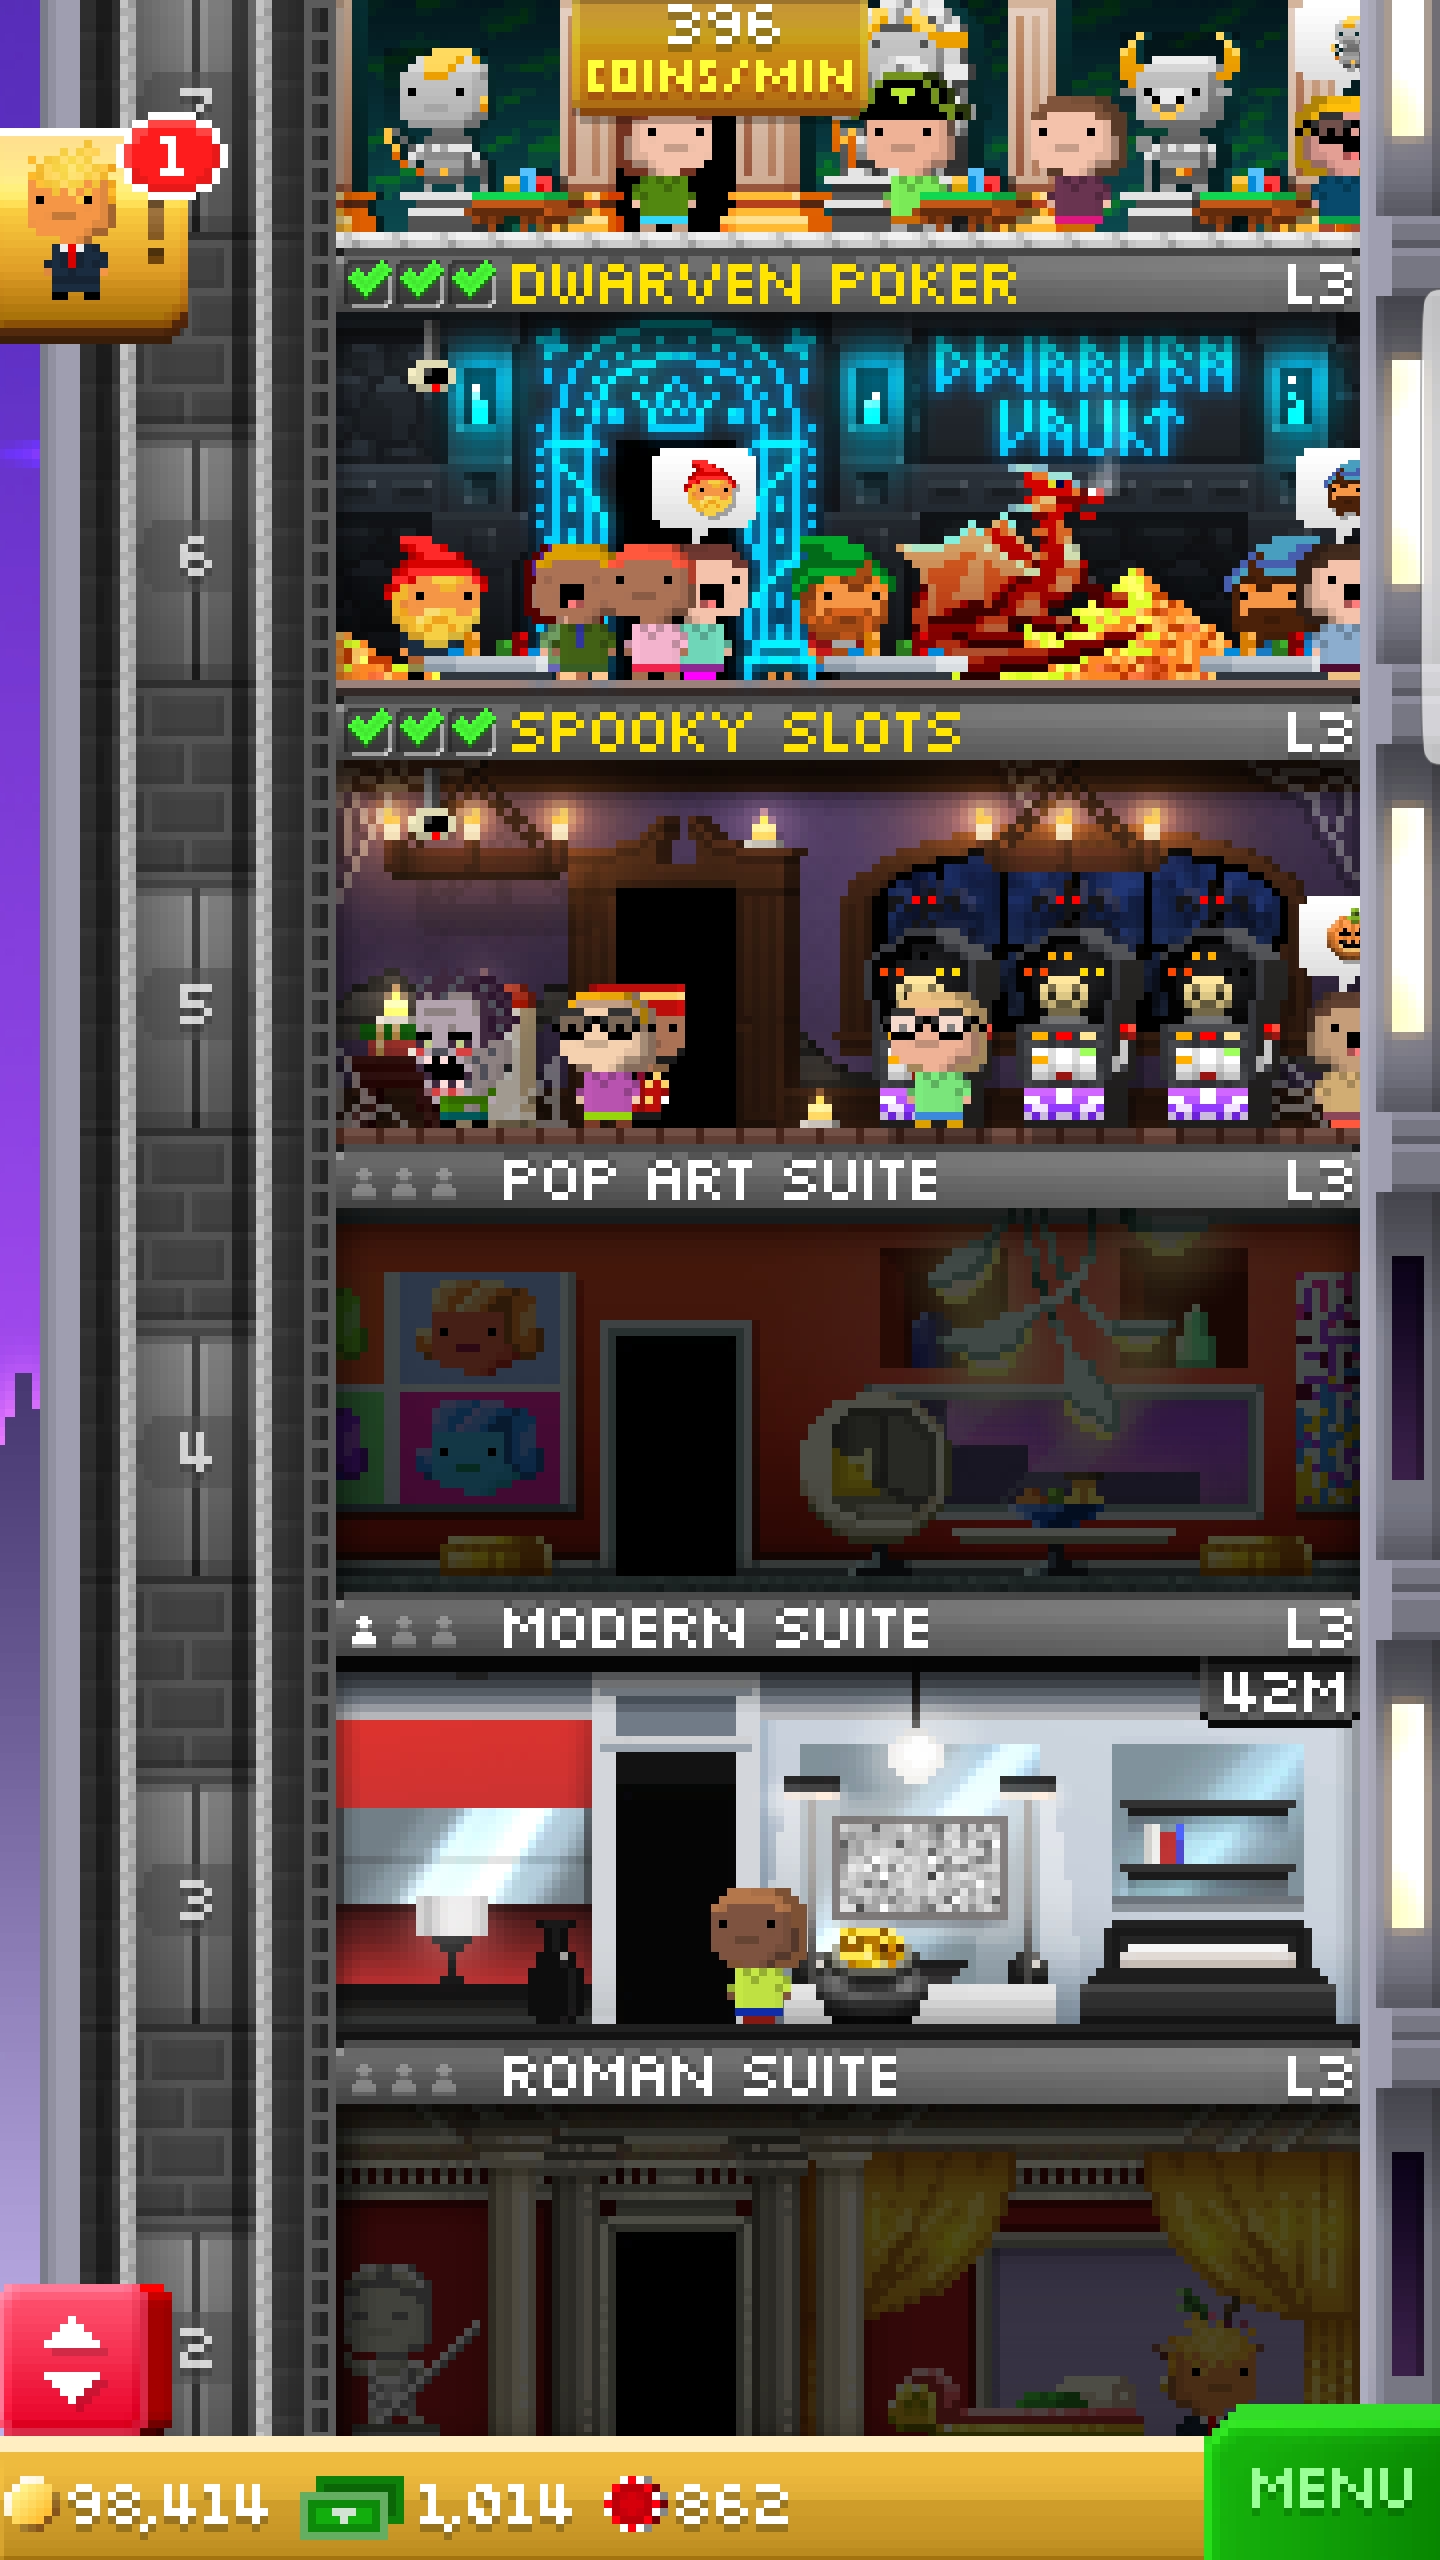 396
COINS/MIN
7
1
!
DWARVEN POKER L3
DWARVEN
VAULT
6
SPOOKY SLOTS L3
5
POP ART SUITE L3
4
MODERN SUITE L3
42M
3
ROMAN SUITE L3
2
98,414 1,014 862
MENU